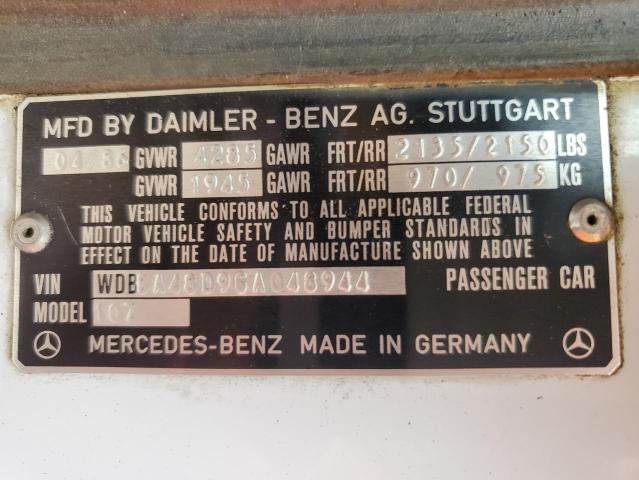 MFD BY DAIMLER - BENZ AG. STUTTGART
04 86 GVWR 4285 GAWR FRT/RR 2135/2150 LBS
GVWR 1945 GAWR FRT/RR 970/ 975 KG
THIS VEHICLE CONFORMS TO ALL APPLICABLE FEDERAL
MOTOR VEHICLE SAFETY AND BUMPER STANDARDS IN
EFFECT ON THE DATE OF MANUFACTURE SHOWN ABOVE
VIN WDBBA48D9GA048944 PASSENGER CAR
MODEL 107
MERCEDES-BENZ MADE IN GERMANY